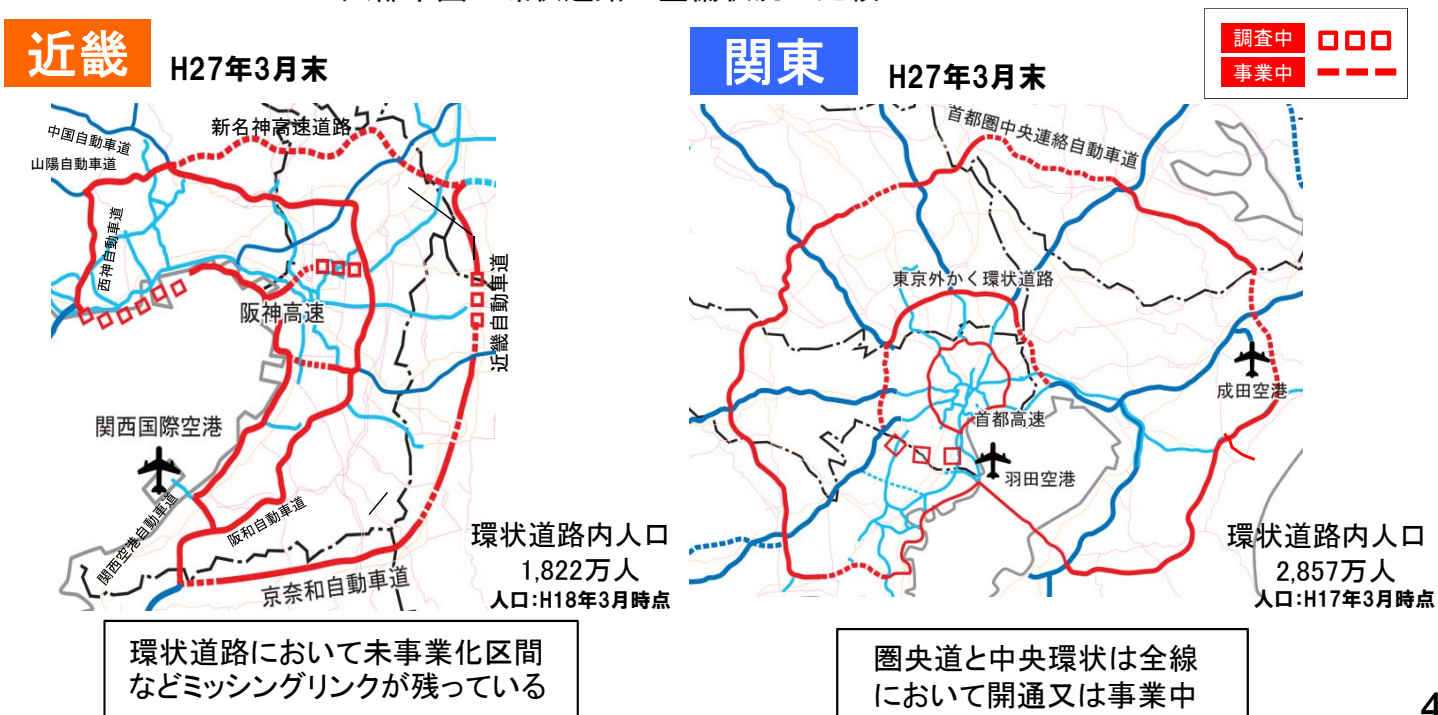 近畿
H27年3月末
関東
H27年3月末
調査中
事業中
中国自動車道
山陽自動車道
新名神高速道路
西神自動車道
阪神高速
近畿自動車道
関西国際空港
関西空港自動車道
阪和自動車道
京奈和自動車道
環状道路内人口
1,822万人
人口:H18年3月時点
環状道路において未事業化区間
などミッシングリンクが残っている
首都圏中央連絡自動車道
東京外かく環状道路
首都高速
成田空港
羽田空港
環状道路内人口
2,857万人
人口:H17年3月時点
圏央道と中央環状は全線
において開通又は事業中
4